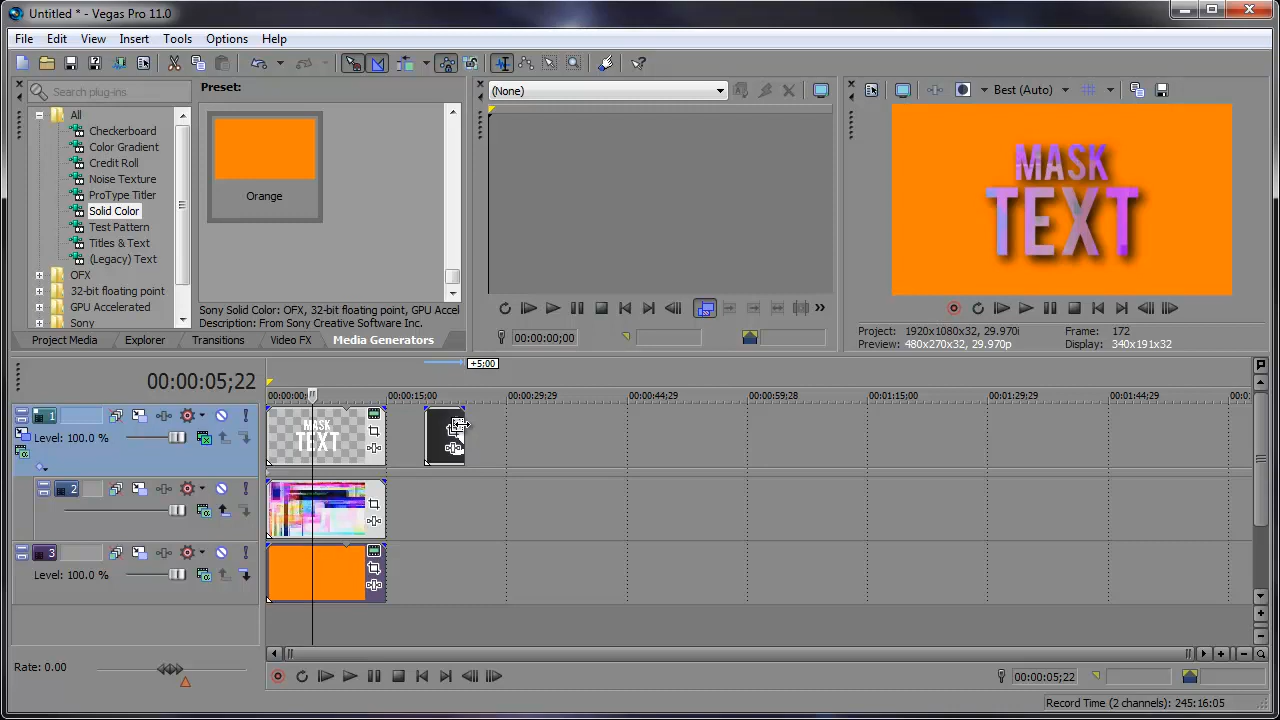 Untitled * - Vegas Pro 11.0
File Edit View Insert Tools Options Help
Search plug-ins
All
Checkerboard
Color Gradient
Credit Roll
Noise Texture
ProType Titler
Solid Color
Test Pattern
Titles & Text
(Legacy) Text
OFX
32-bit floating point
GPU Accelerated
Sony
Preset:
Orange
Sony Solid Color: OFX, 32-bit floating point, GPU Accel
Description: From Sony Creative Software Inc.
Project Media Explorer Transitions Video FX Media Generators
(None)
00:00:00;00
Best (Auto)
MASK
TEXT
Project: 1920x1080x32, 29.970i
Preview: 480x270x32, 29.970p
Frame: 172
Display: 340x191x32
00:00:05;22
+5:00
00:00:00; 00:00:15;00 00:00:29;29 00:00:44;29 00:00:59;28 00:01:15;00 00:01:29;29 00:01:44;29 00:0
1
Level: 100.0 %
MASK
TEXT
2
3
Level: 100.0 %
Rate: 0.00
00:00:05;22
Record Time (2 channels): 245:16:05